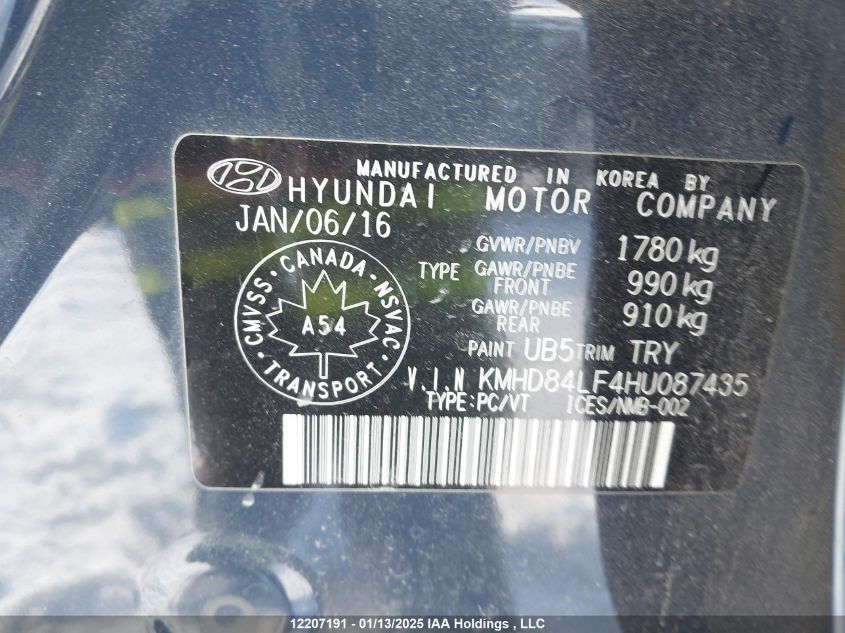 MANUFACTURED IN KOREA BY
HYUNDAI MOTOR COMPANY
JAN/06/16
GVWR/PNBV 1780 kg
TYPE GAWR/PNBE FRONT 990 kg
GAWR/PNBE REAR 910 kg
CMVSS · CANADA · NSVAC · TRANSPORT ·
A54
PAINT UB5 TRIM TRY
V.I.N KMHD84LF4HU087435
TYPE:PC/VT ICES/NMB-002
12207191 - 01/13/2025 IAA Holdings , LLC